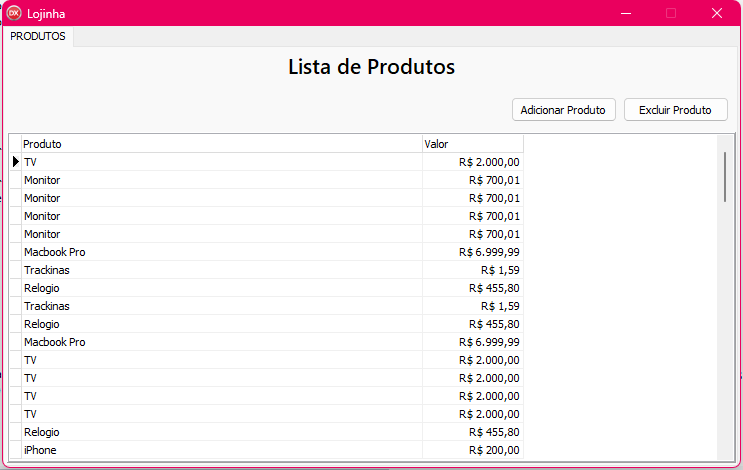 DX Lojinha
PRODUTOS
Lista de Produtos
Adicionar Produto Excluir Produto
Produto Valor
TV R$ 2.000,00
Monitor R$ 700,01
Monitor R$ 700,01
Monitor R$ 700,01
Monitor R$ 700,01
Macbook Pro R$ 6.999,99
Trackinas R$ 1,59
Relogio R$ 455,80
Trackinas R$ 1,59
Relogio R$ 455,80
Macbook Pro R$ 6.999,99
TV R$ 2.000,00
TV R$ 2.000,00
TV R$ 2.000,00
TV R$ 2.000,00
Relogio R$ 455,80
iPhone R$ 200,00